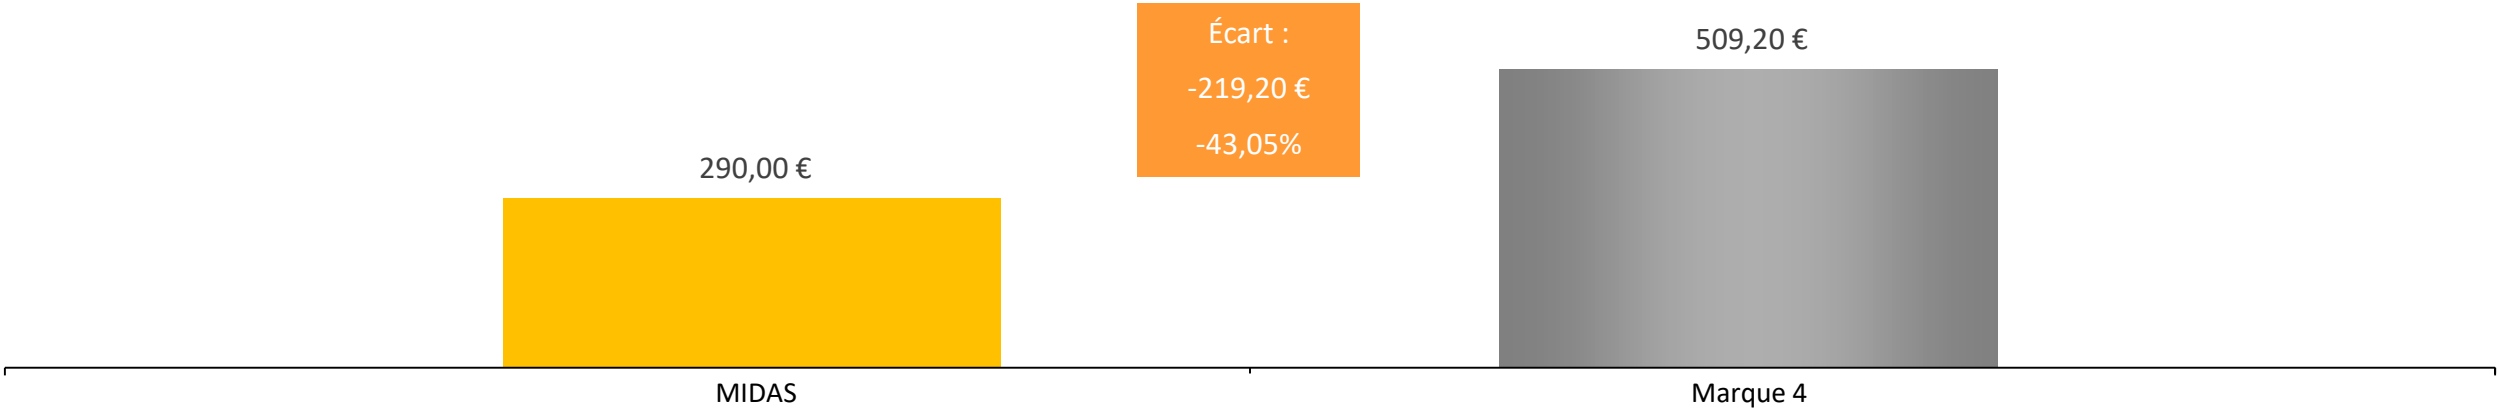 Écart :
-219,20 €
-43,05%
509,20 €
290,00 €
MIDAS
Marque 4